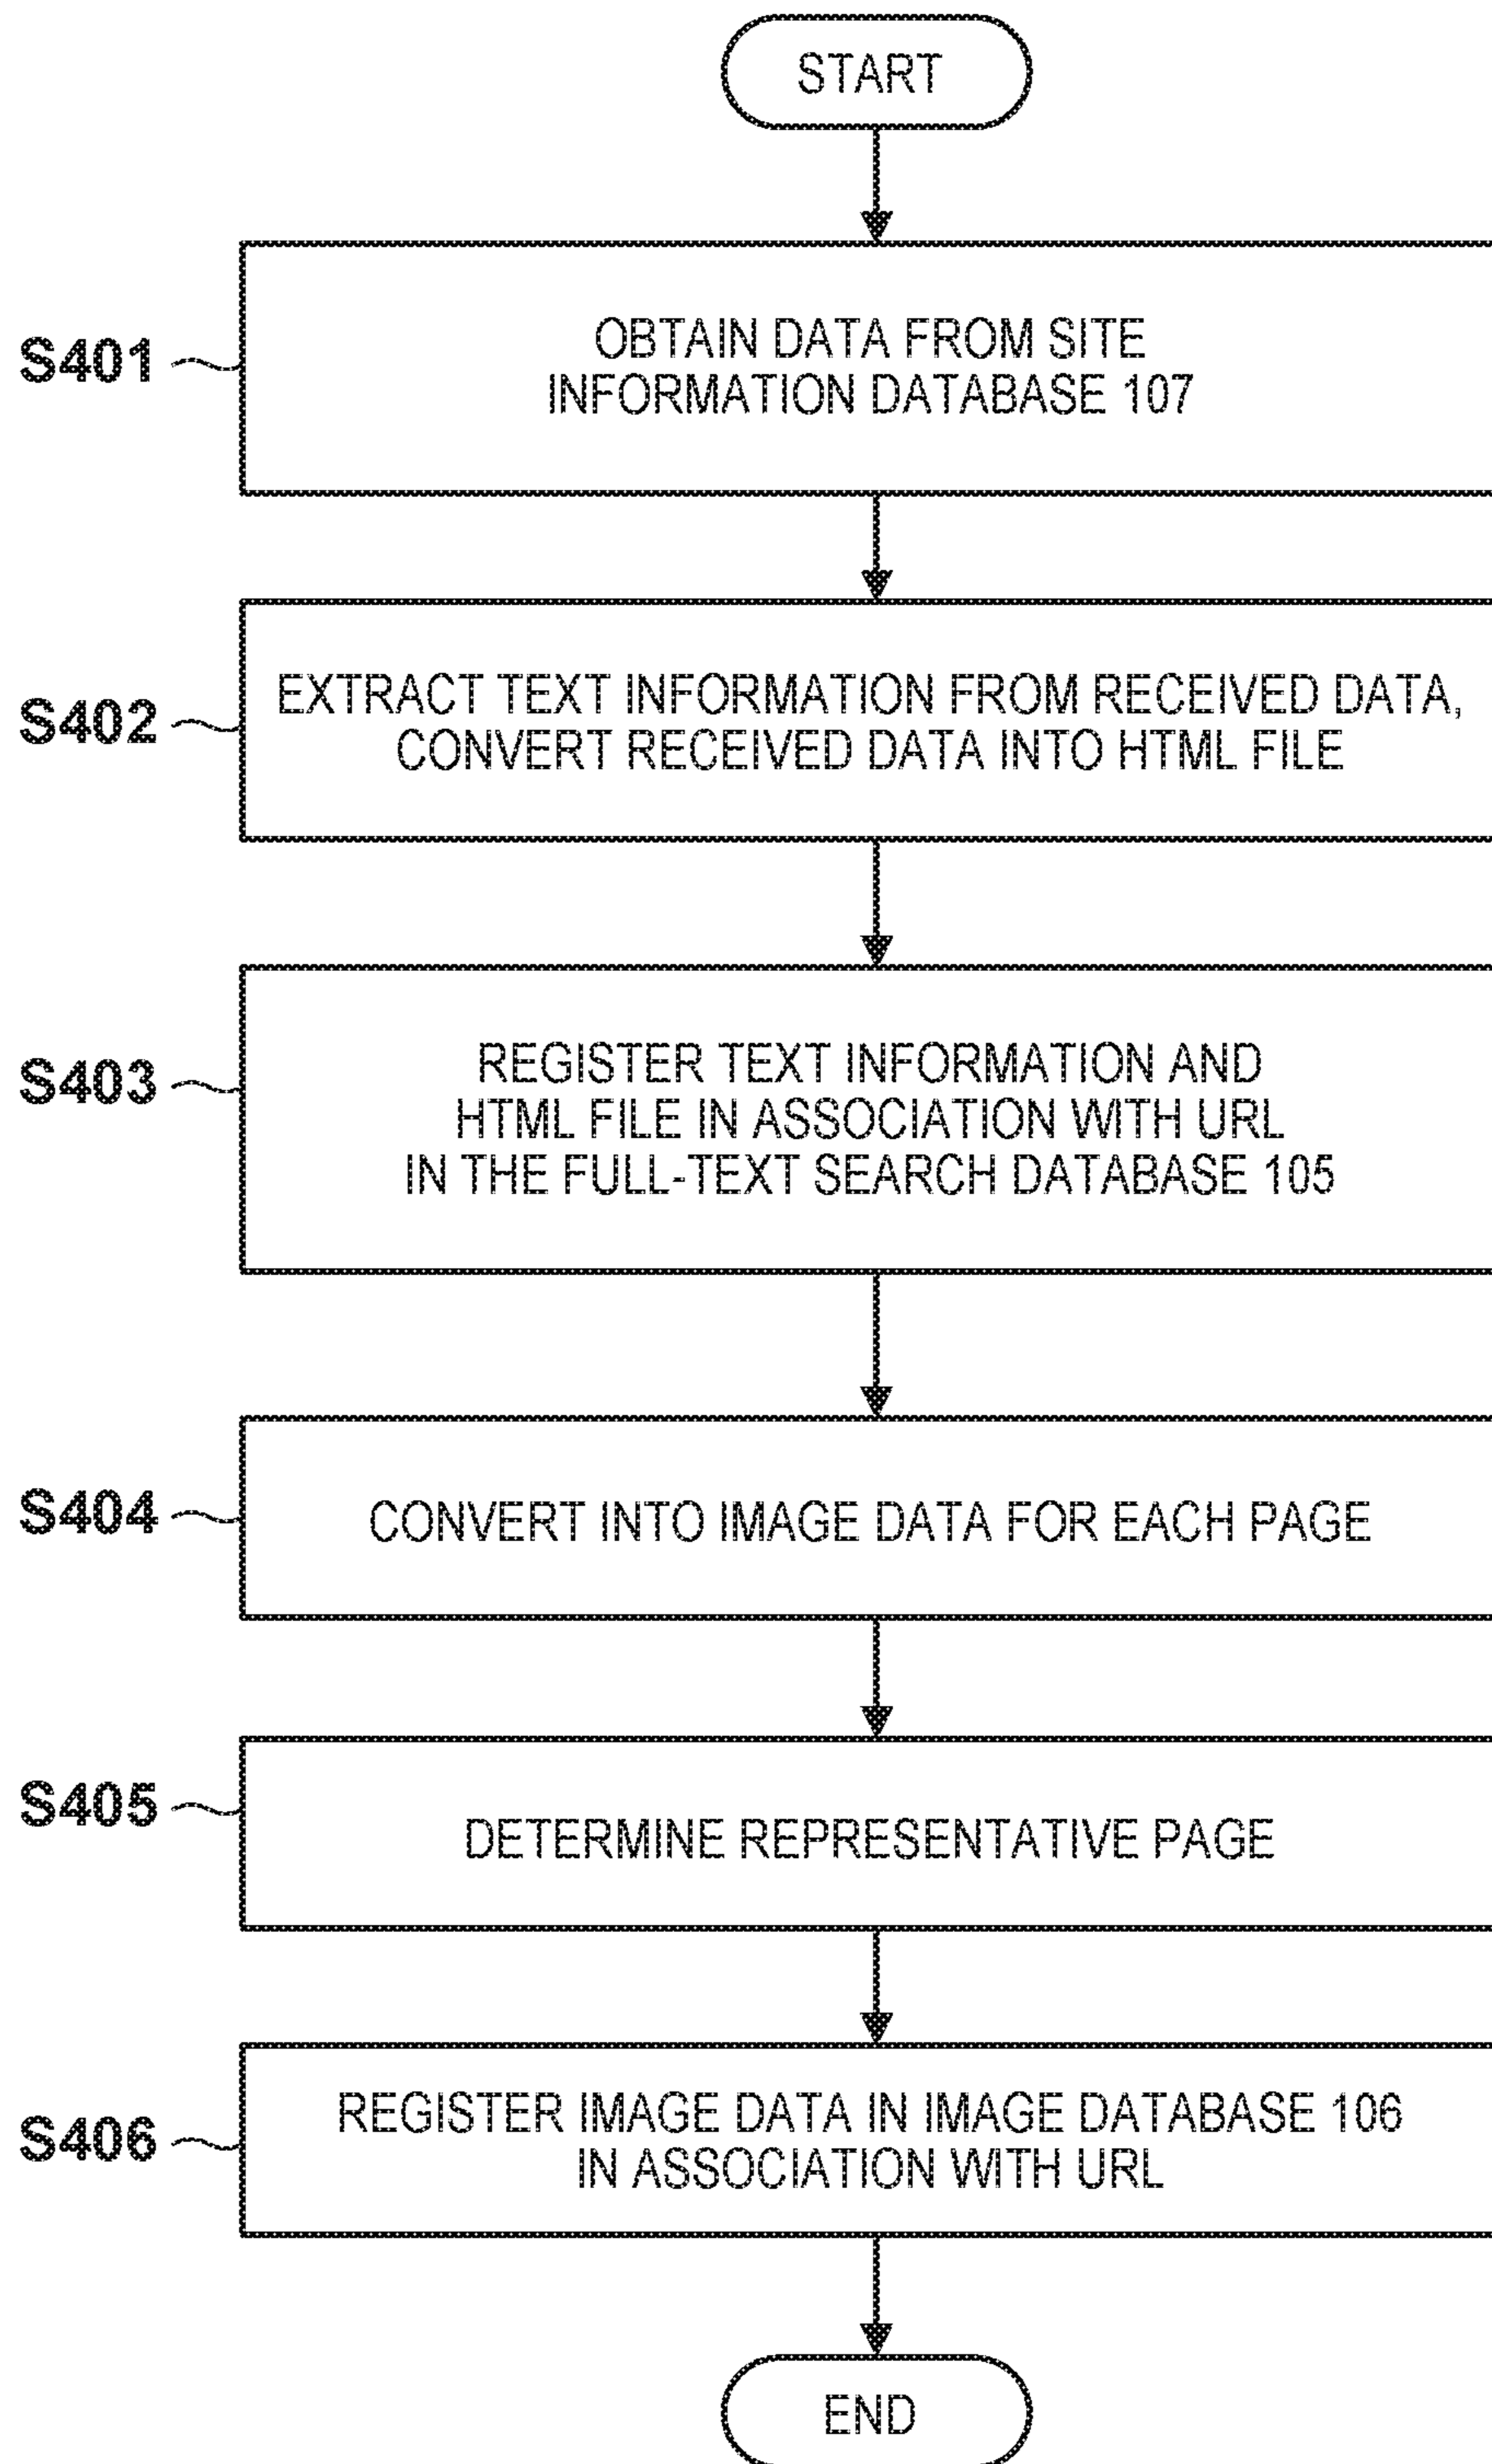 START
S401
OBTAIN DATA FROM SITE
INFORMATION DATABASE 107
S402
EXTRACT TEXT INFORMATION FROM RECEIVED DATA,
CONVERT RECEIVED DATA INTO HTML FILE
S403
REGISTER TEXT INFORMATION AND
HTML FILE IN ASSOCIATION WITH URL
IN THE FULL-TEXT SEARCH DATABASE 105
S404
CONVERT INTO IMAGE DATA FOR EACH PAGE
S405
DETERMINE REPRESENTATIVE PAGE
S406
REGISTER IMAGE DATA IN IMAGE DATABASE 106
IN ASSOCIATION WITH URL
END